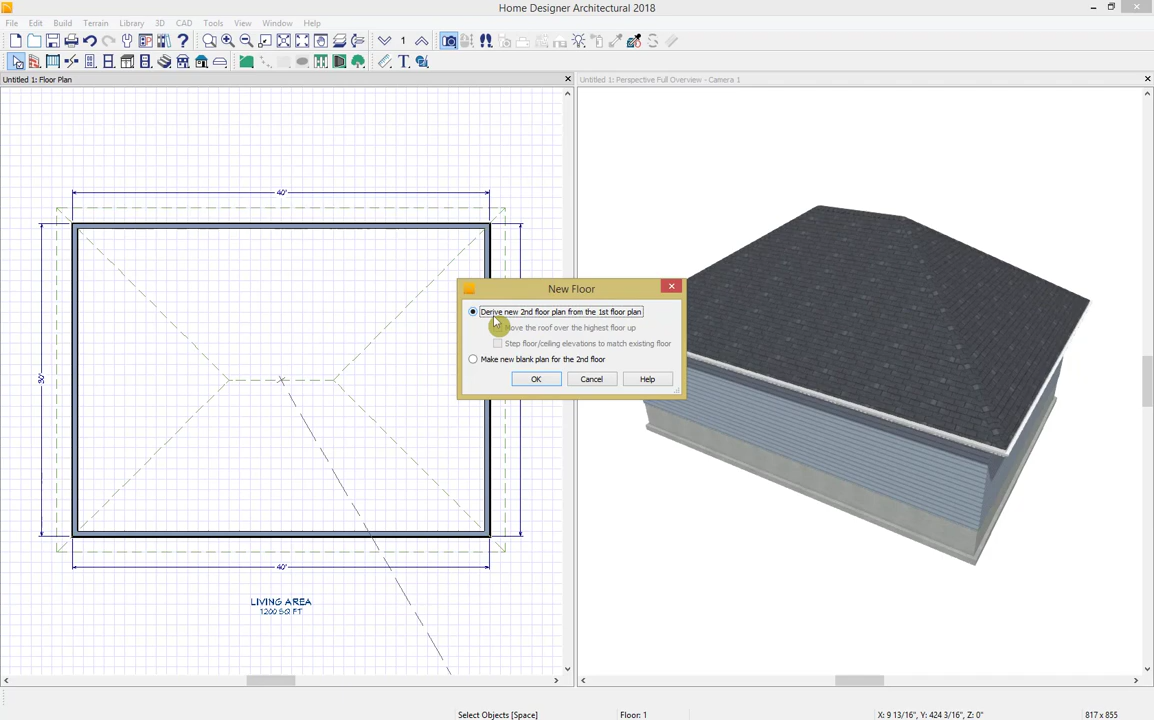 Home Designer Architectural 2018
File Edit Build Terrain Library 3D CAD Tools View Window Help
1
Untitled 1: Floor Plan
Untitled 1: Perspective Full Overview - Camera 1
40'
30'
New Floor
Derive new 2nd floor plan from the 1st floor plan
Move the roof over the highest floor up
Step floor/ceiling elevations to match existing floor
Make new blank plan for the 2nd floor
OK Cancel Help
40'
LIVING AREA
1200 SQ FT
Select Objects [Space] Floor: 1 X: 9 13/16", Y: 424 3/16", Z: 0" 817 x 855